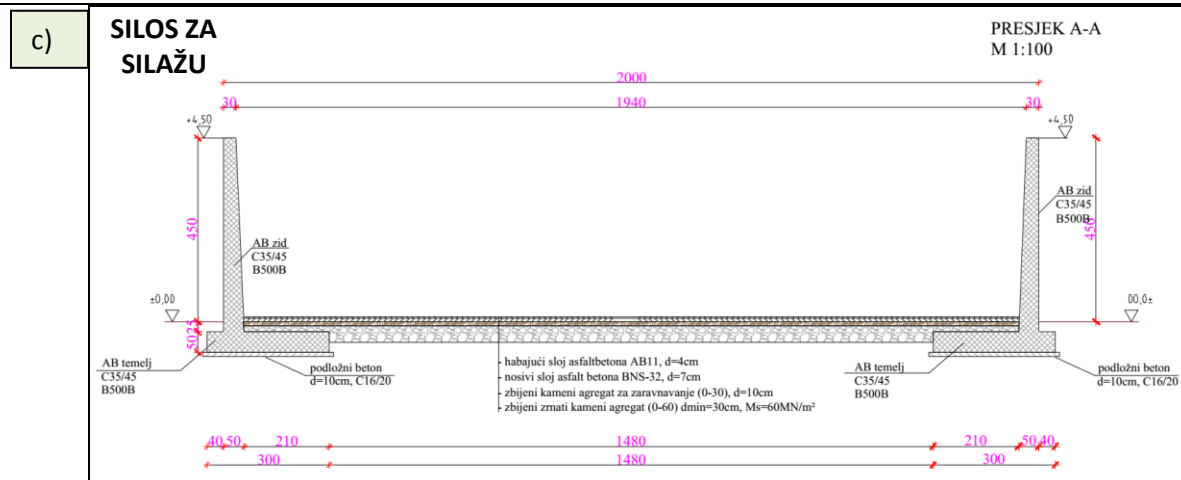 c)
SILOS ZA
SILAŽU
PRESJEK A-A
M 1:100
2000
30
1940
30
+4,50
+4,50
450
AB zid
C35/45
B500B
AB zid
C35/45
B500B
450
±0,00
00,0±
25
50
AB temelj
C35/45
B500B
podložni beton
d=10cm, C16/20
habajući sloj asfaltbetona AB11, d=4cm
nosivi sloj asfalt betona BNS-32, d=7cm
zbijeni kameni agregat za zaravnavanje (0-30), d=10cm
zbijeni zrnati kameni agregat (0-60) dmin=30cm, Ms=60MN/m²
AB temelj
C35/45
B500B
podložni beton
d=10cm, C16/20
40 50 210 1480 210 50 40
300 1480 300